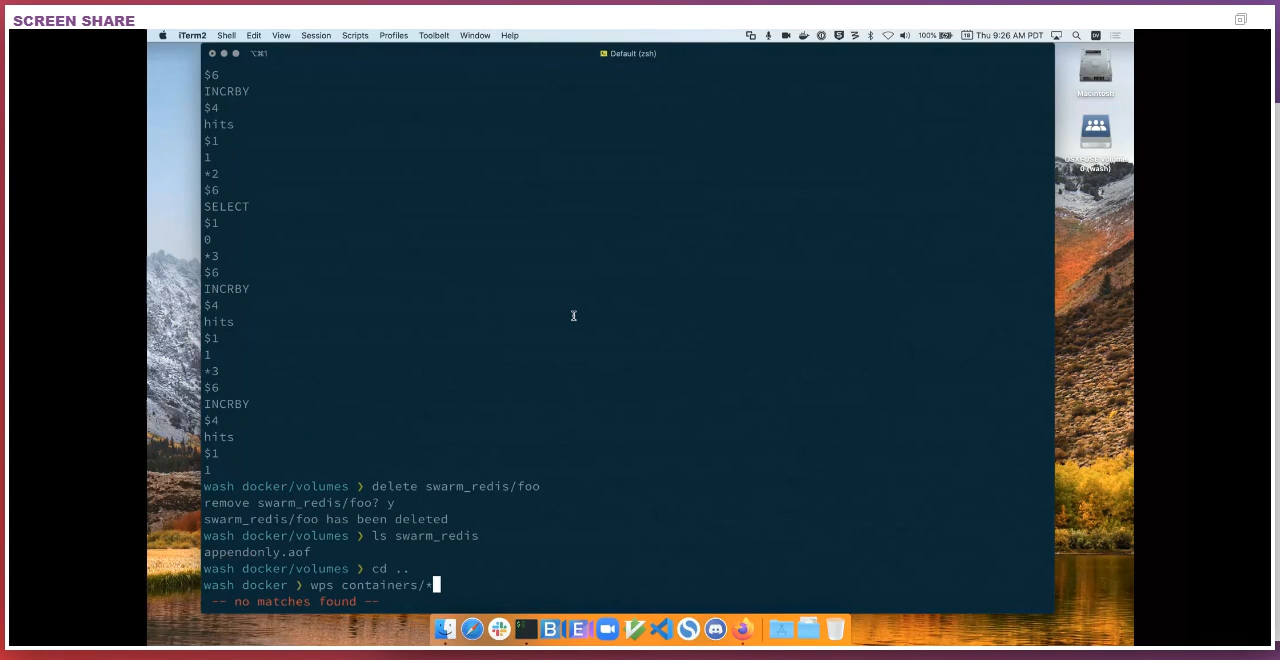 SCREEN SHARE
iTerm2 Shell Edit View Session Scripts Profiles Toolbelt Window Help
100% 18 Thu 9:26 AM PDT
⌥⌘1
Default (zsh)
$6
INCRBY
$4
hits
$1
1
*2
$6
SELECT
$1
0
*3
$6
INCRBY
$4
hits
$1
1
*3
$6
INCRBY
$4
hits
$1
1
wash docker/volumes ❯ delete swarm_redis/foo
remove swarm_redis/foo? y
swarm_redis/foo has been deleted
wash docker/volumes ❯ ls swarm_redis
appendonly.aof
wash docker/volumes ❯ cd ..
wash docker ❯ wps containers/*
-- no matches found --
Macintosh
0 (wash)